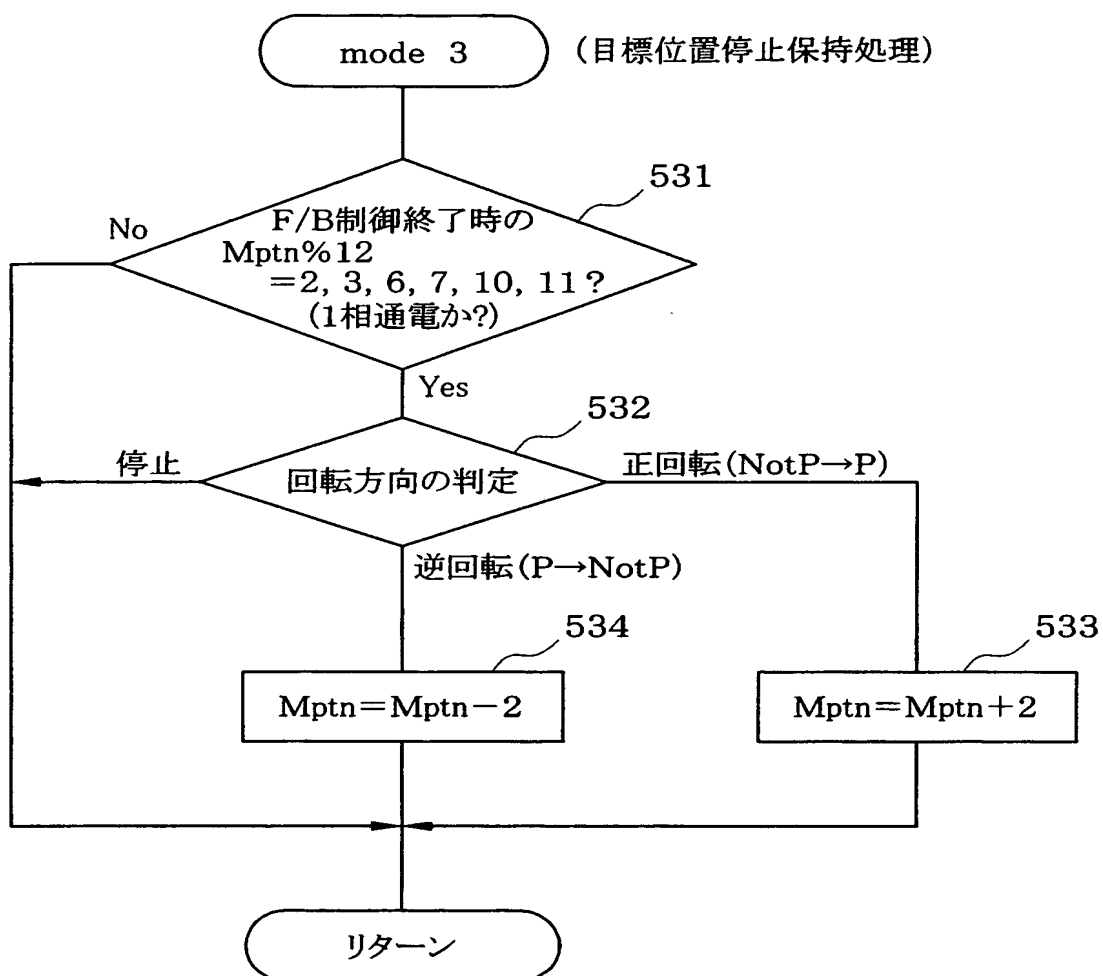 mode 3
(目標位置停止保持処理)
531
No
F/B制御終了時の
Mptn%12
=2, 3, 6, 7, 10, 11?
(1相通電か?)
Yes
532
停止
回転方向の判定
正回転(NotP→P)
逆回転(P→NotP)
534
533
Mptn=Mptn−2
Mptn=Mptn+2
リターン